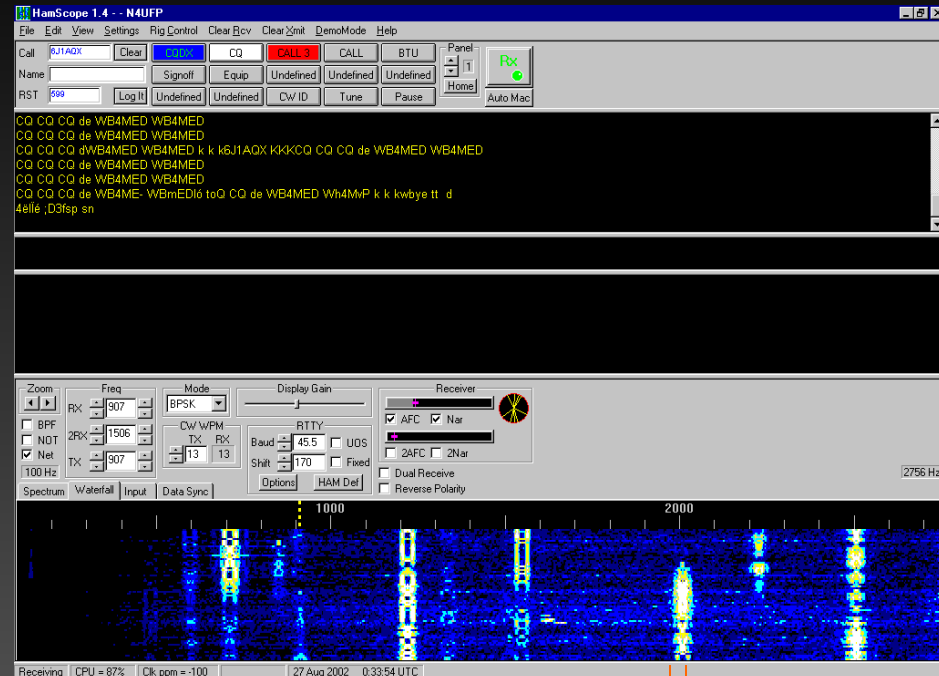 HamScope 1.4 - - N4UFP
File Edit View Settings Rig Control Clear Rcv Clear Xmit DemoMode Help
Call 6J1AQX Clear CQDX CQ CALL 3 CALL BTU Panel 1 Rx
Name Signoff Equip Undefined Undefined Undefined Home
RST 599 Log It Undefined Undefined CW ID Tune Pause Auto Mac
CQ CQ CQ de WB4MED WB4MED
CQ CQ CQ de WB4MED WB4MED
CQ CQ CQ dWB4MED WB4MED k k k6J1AQX KKKCQ CQ CQ de WB4MED WB4MED
CQ CQ CQ de WB4MED WB4MED
CQ CQ CQ de WB4MED WB4MED
CQ CQ CQ de WB4ME- WBmEDló toQ CQ de WB4MED Wh4MvP k k kwbye tt d
4ëlÏé ;D3fsp sn
Zoom Freq Mode Display Gain Receiver
RX 907 BPSK
BPF CW WPM RTTY AFC Nar
NOT 2RX 1506 TX RX Baud 45.5 UOS
Net TX 907 13 13 Shift 170 Fixed 2AFC 2Nar
100 Hz Options HAM Def Dual Receive 2756 Hz
Spectrum Waterfall Input Data Sync Reverse Polarity
1000 2000
Receiving CPU = 87% Clk ppm = -100 27 Aug 2002 0:33:54 UTC